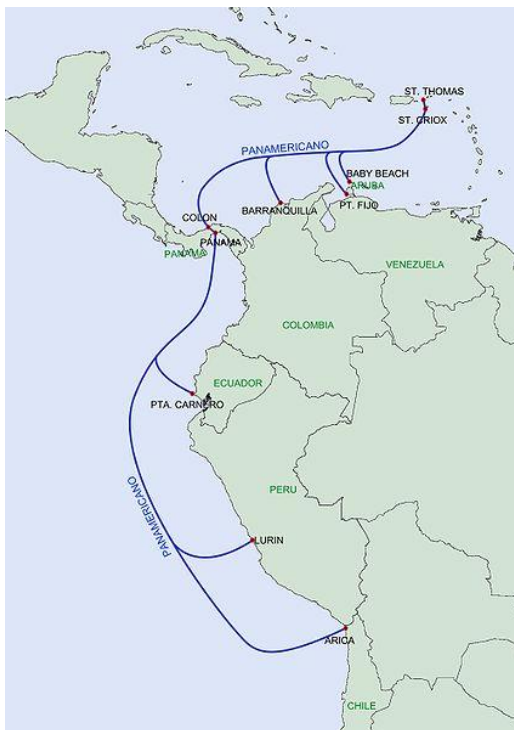 ST. THOMAS
ST. CRIOX
PANAMERICANO
BABY BEACH
ARUBA
BARRANQUILLA
PT. FIJO
COLON
PANAMA
PANAMA
VENEZUELA
COLOMBIA
ECUADOR
PTA. CARNERO
PERU
PANAMERICANO
LURIN
ARICA
CHILE